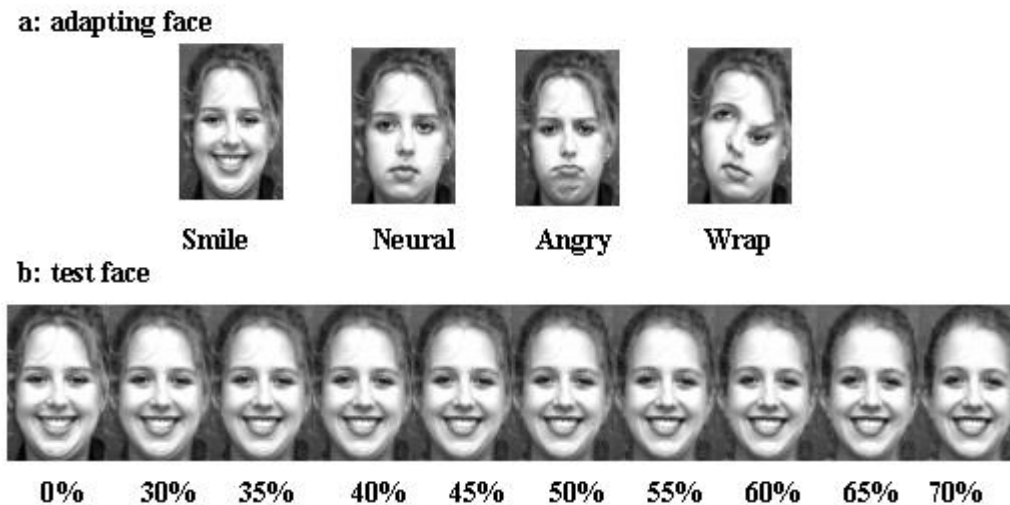 a: adapting face
Smile Neural Angry Wrap
b: test face
0% 30% 35% 40% 45% 50% 55% 60% 65% 70%